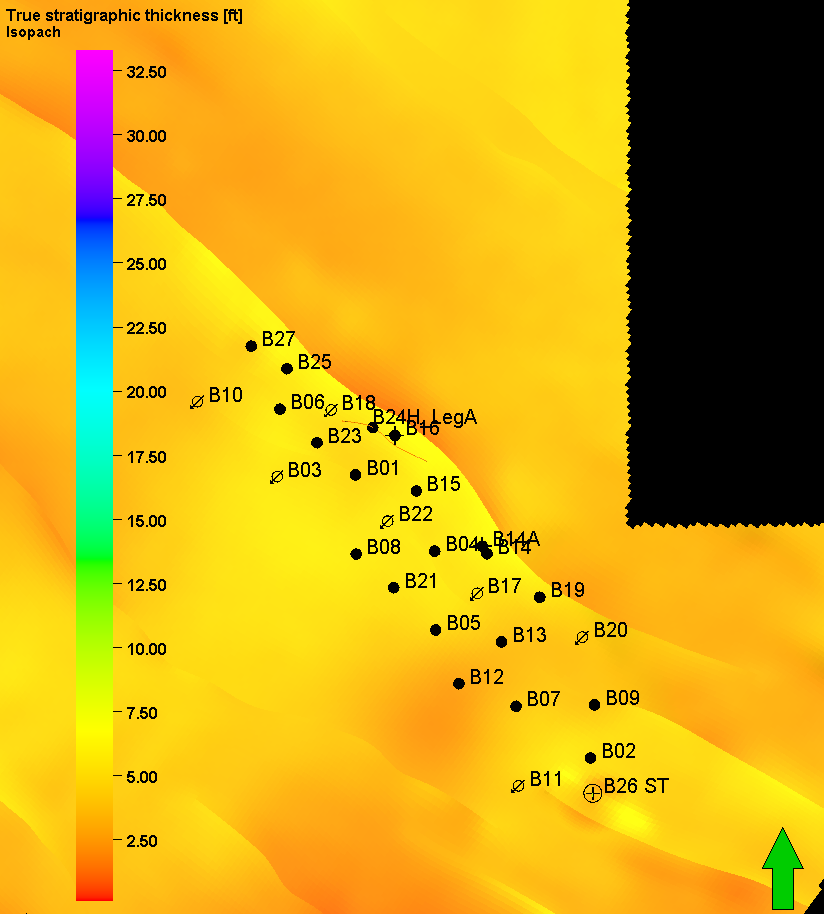 True stratigraphic thickness [ft]
Isopach
32.50
30.00
27.50
25.00
22.50
20.00
17.50
15.00
12.50
10.00
7.50
5.00
2.50
B27
B25
B10
B06
B18
B24H_LegA
B16
B23
B03
B01
B15
B22
B04
B14A
B14
B08
B21
B17
B19
B05
B13
B20
B12
B07
B09
B02
B11
B26 ST